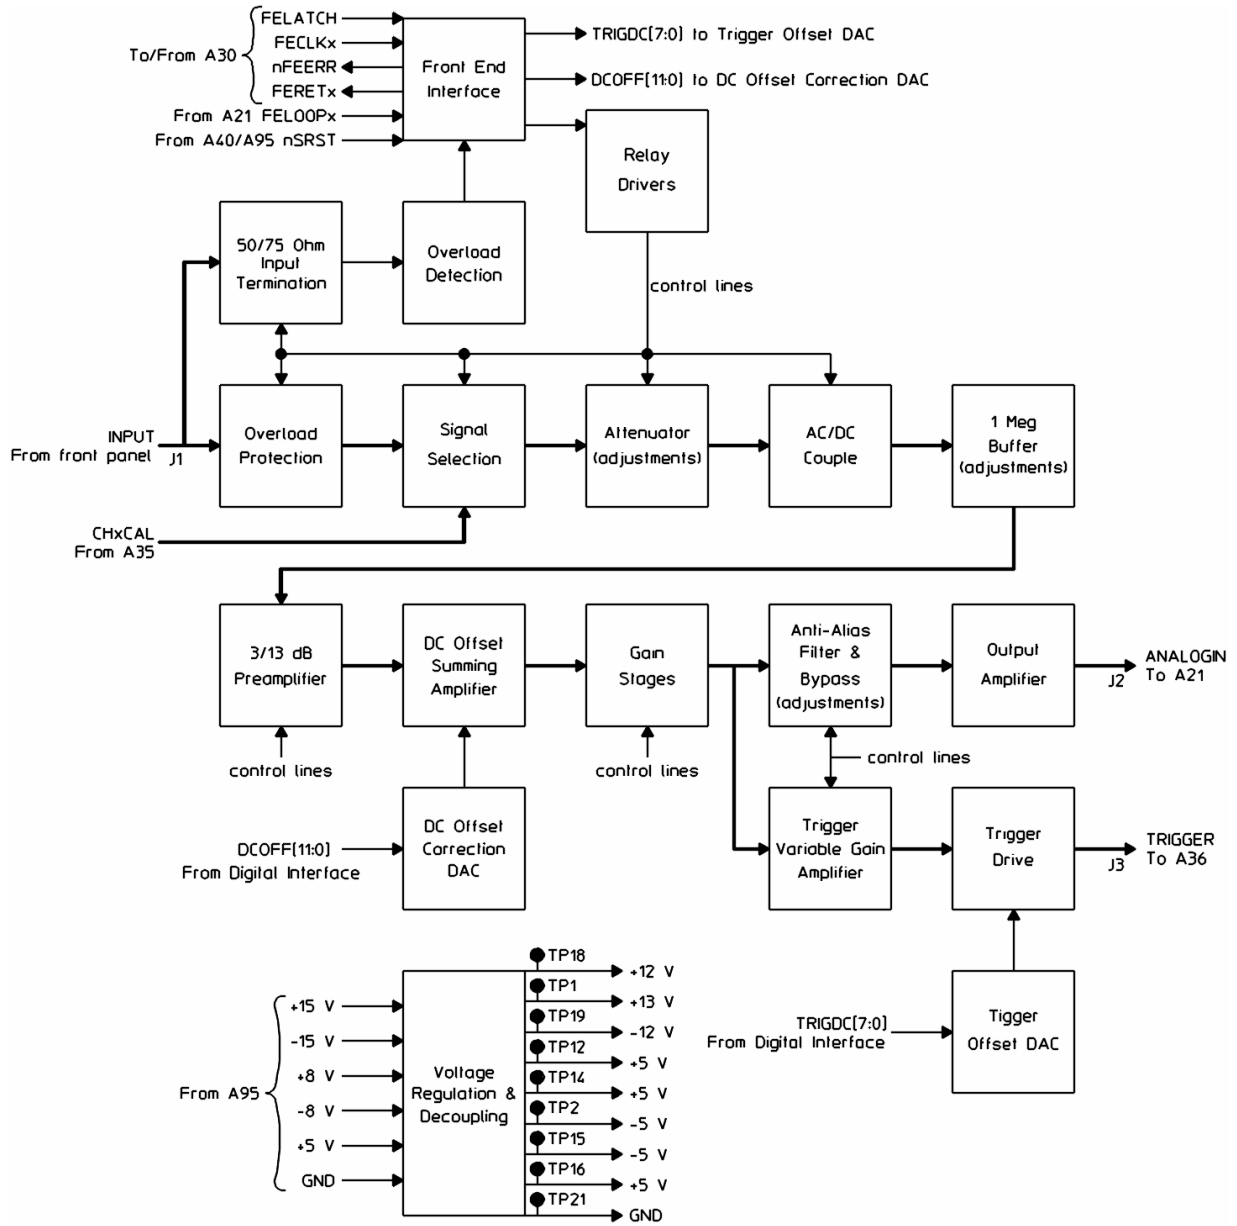 FELATCH
To/From A30
FECLKx
nFEERR
FERETx
From A21 FELOOPx
From A40/A95 nSRST
Front End
Interface
TRIGDC[7:0] to Trigger Offset DAC
DCOFF[11:0] to DC Offset Correction DAC
Relay
Drivers
50/75 Ohm
Input
Termination
Overload
Detection
control lines
INPUT
From front panel
J1
Overload
Protection
Signal
Selection
Attenuator
(adjustments)
AC/DC
Couple
1 Meg
Buffer
(adjustments)
CHxCAL
From A35
3/13 dB
Preamplifier
DC Offset
Summing
Amplifier
Gain
Stages
Anti-Alias
Filter &
Bypass
(adjustments)
Output
Amplifier
J2
ANALOGIN
To A21
control lines
control lines
control lines
DCOFF[11:0]
From Digital Interface
DC Offset
Correction
DAC
Trigger
Variable Gain
Amplifier
Trigger
Drive
J3
TRIGGER
To A36
TRIGDC[7:0]
From Digital Interface
Tigger
Offset DAC
From A95
+15 V
-15 V
+8 V
-8 V
+5 V
GND
Voltage
Regulation &
Decoupling
TP18
+12 V
TP1
+13 V
TP19
-12 V
TP12
+5 V
TP14
+5 V
TP2
-5 V
TP15
-5 V
TP16
+5 V
TP21
GND